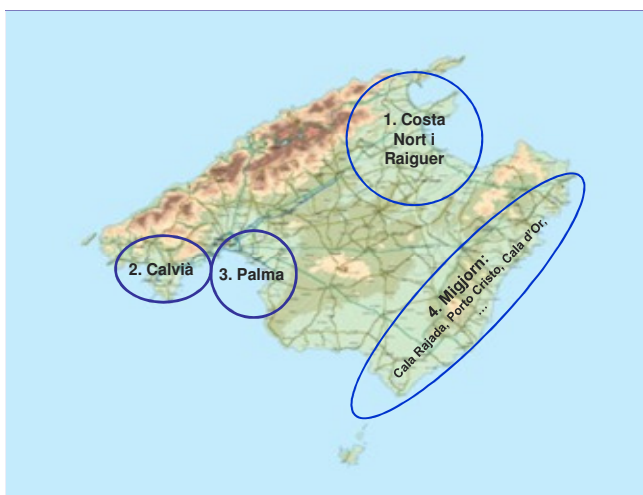 1. Costa
Nort i
Raiguer
2. Calvià
3. Palma
4. Migjorn:
Cala Rajada, Porto Cristo, Cala d'Or,
...